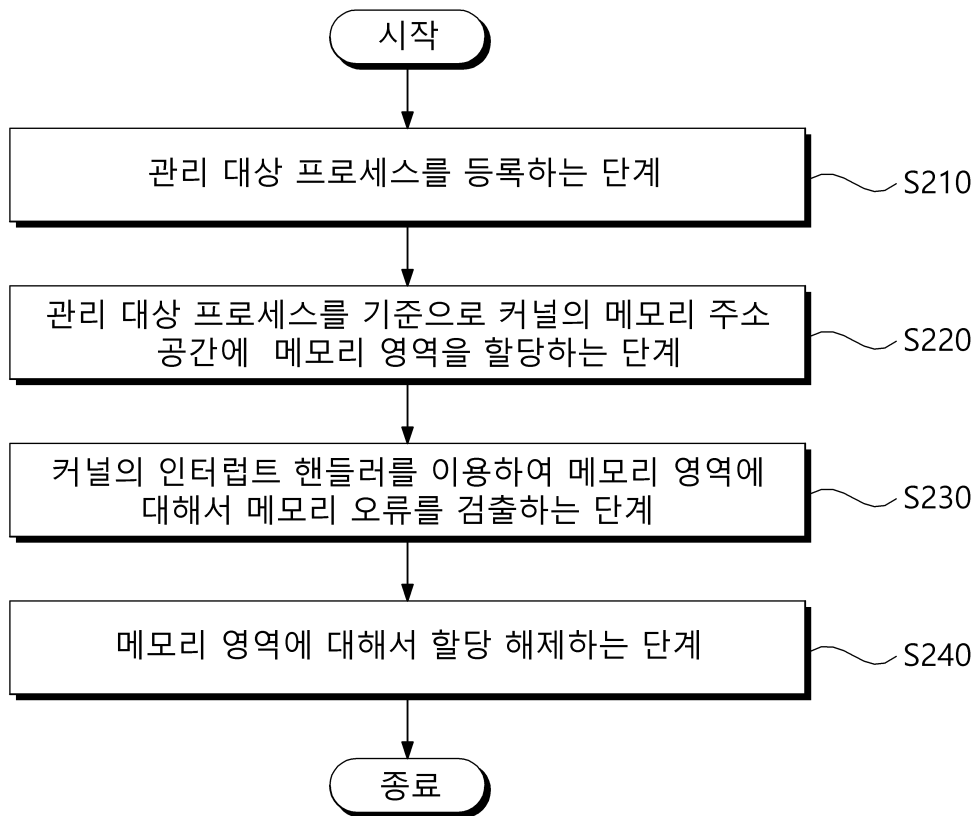 시작
관리 대상 프로세스를 등록하는 단계
S210
관리 대상 프로세스를 기준으로 커널의 메모리 주소
공간에 메모리 영역을 할당하는 단계
S220
커널의 인터럽트 핸들러를 이용하여 메모리 영역에
대해서 메모리 오류를 검출하는 단계
S230
메모리 영역에 대해서 할당 해제하는 단계
S240
종료